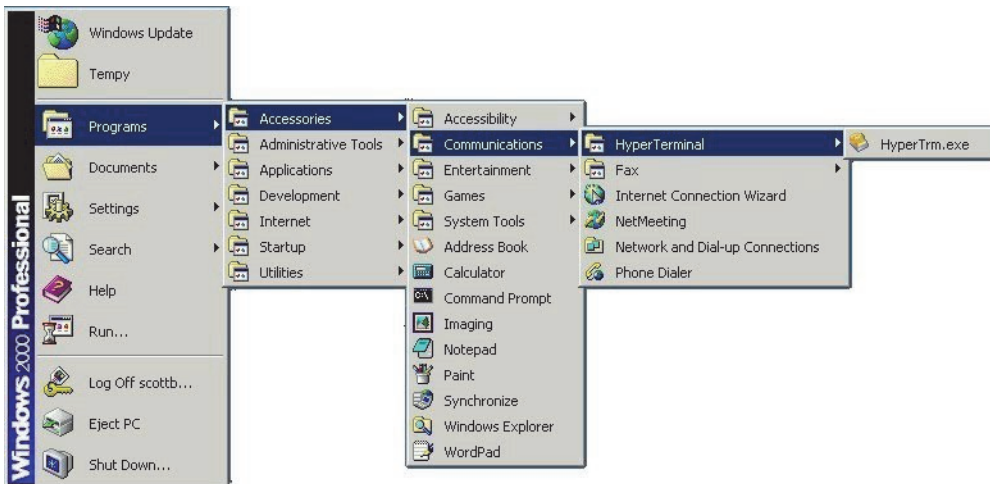 Windows 2000 Professional
Windows Update
Tempy
Programs
Documents
Settings
Search
Help
Run...
Log Off scottb...
Eject PC
Shut Down...
Accessories
Administrative Tools
Applications
Development
Internet
Startup
Utilities
Accessibility
Communications
Entertainment
Games
System Tools
Address Book
Calculator
Command Prompt
Imaging
Notepad
Paint
Synchronize
Windows Explorer
WordPad
HyperTerminal
Fax
Internet Connection Wizard
NetMeeting
Network and Dial-up Connections
Phone Dialer
HyperTrm.exe